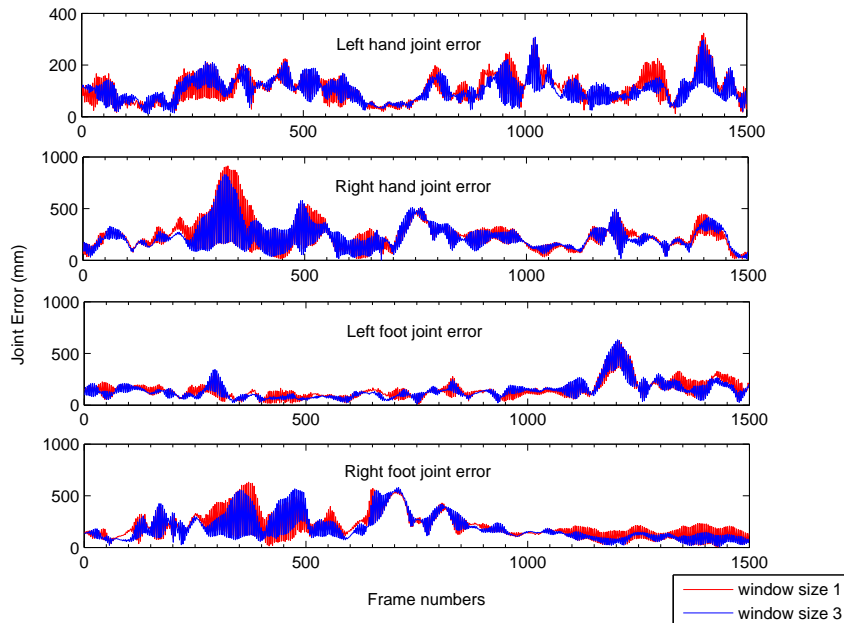 400
200
0
Left hand joint error
0 500 1000 1500
1000
500
0
Right hand joint error
0 500 1000 1500
Joint Error (mm)
1000
500
0
Left foot joint error
0 500 1000 1500
1000
500
0
Right foot joint error
0 500 1000 1500
Frame numbers
window size 1
window size 3